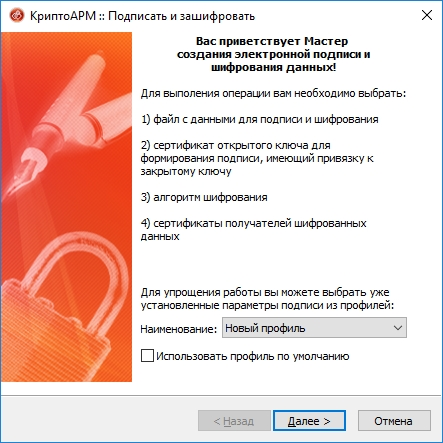 КриптоАРМ :: Подписать и зашифровать
Вас приветствует Мастер
создания электронной подписи и
шифрования данных!
Для выполения операции вам необходимо выбрать:
1) файл с данными для подписи и шифрования
2) сертификат открытого ключа для
формирования подписи, имеющий привязку к
закрытому ключу
3) алгоритм шифрования
4) сертификаты получателей шифрованных
данных
Для упрощения работы вы можете выбрать уже
установленные параметры подписи из профилей:
Наименование: Новый профиль
Использовать профиль по умолчанию
< Назад Далее > Отмена